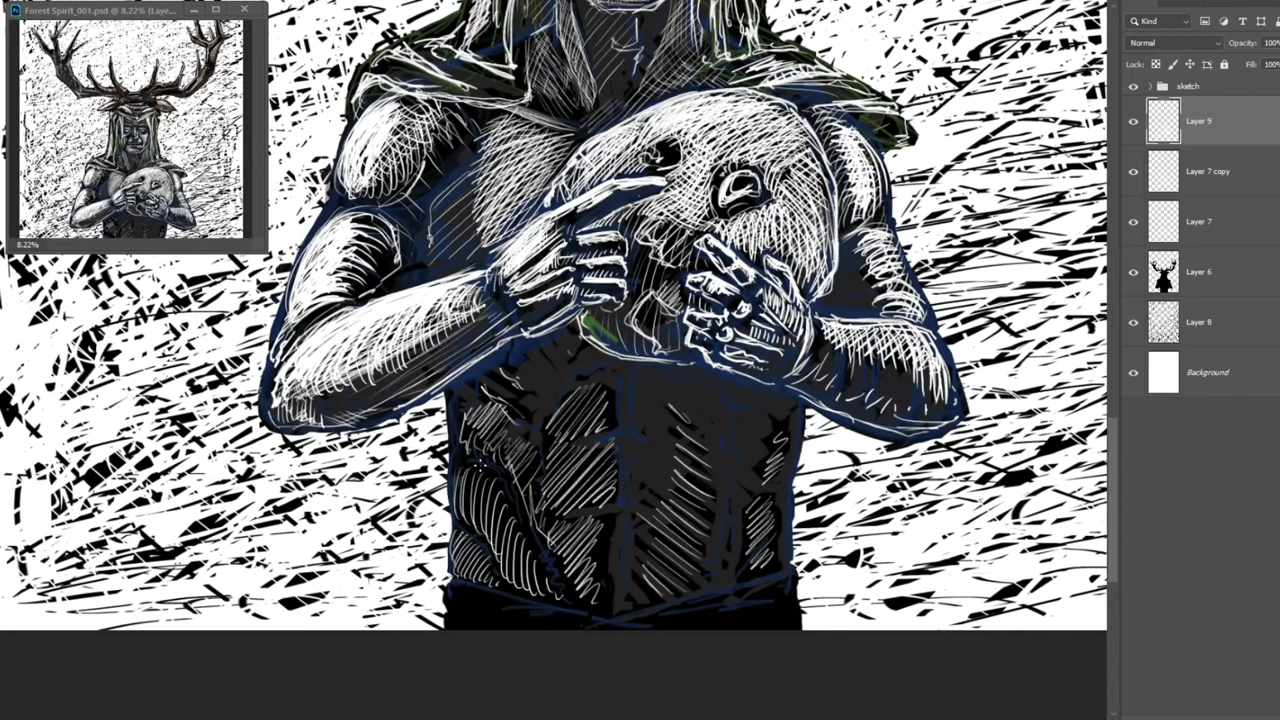 Forest Spirit_001.psd @ 8.22% (Laye...
8.22%
Kind
Normal
Opacity: 100%
Lock:
Fill: 100%
sketch
Layer 9
Layer 7 copy
Layer 7
Layer 6
Layer 8
Background